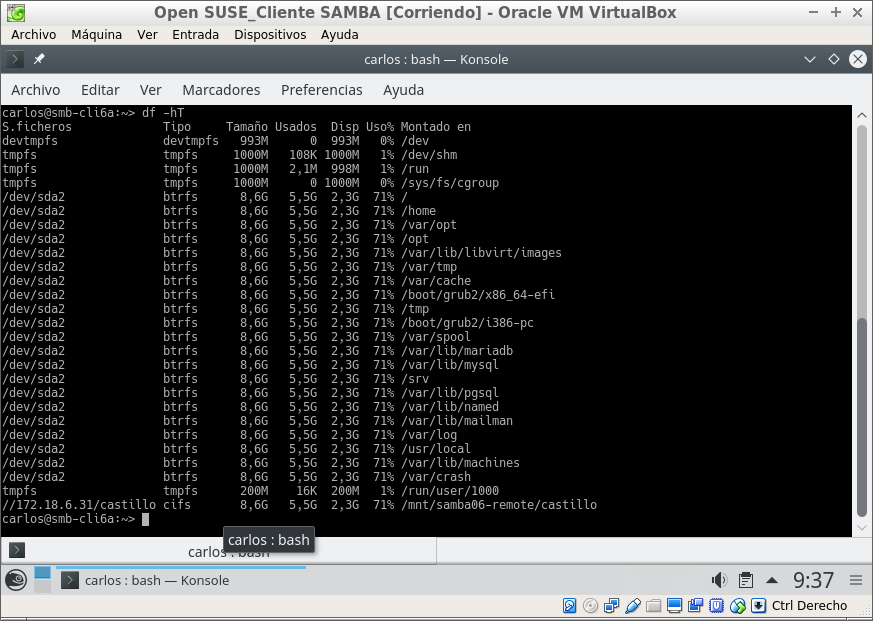 Open SUSE_Cliente SAMBA [Corriendo] - Oracle VM VirtualBox
Archivo Máquina Ver Entrada Dispositivos Ayuda
carlos : bash — Konsole
Archivo Editar Ver Marcadores Preferencias Ayuda
carlos@smb-cli6a:~> df -hT
S.ficheros Tipo Tamaño Usados Disp Uso% Montado en
devtmpfs devtmpfs 993M 0 993M 0% /dev
tmpfs tmpfs 1000M 108K 1000M 1% /dev/shm
tmpfs tmpfs 1000M 2,1M 998M 1% /run
tmpfs tmpfs 1000M 0 1000M 0% /sys/fs/cgroup
/dev/sda2 btrfs 8,6G 5,5G 2,3G 71% /
/dev/sda2 btrfs 8,6G 5,5G 2,3G 71% /home
/dev/sda2 btrfs 8,6G 5,5G 2,3G 71% /var/opt
/dev/sda2 btrfs 8,6G 5,5G 2,3G 71% /opt
/dev/sda2 btrfs 8,6G 5,5G 2,3G 71% /var/lib/libvirt/images
/dev/sda2 btrfs 8,6G 5,5G 2,3G 71% /var/tmp
/dev/sda2 btrfs 8,6G 5,5G 2,3G 71% /var/cache
/dev/sda2 btrfs 8,6G 5,5G 2,3G 71% /boot/grub2/x86_64-efi
/dev/sda2 btrfs 8,6G 5,5G 2,3G 71% /tmp
/dev/sda2 btrfs 8,6G 5,5G 2,3G 71% /boot/grub2/i386-pc
/dev/sda2 btrfs 8,6G 5,5G 2,3G 71% /var/spool
/dev/sda2 btrfs 8,6G 5,5G 2,3G 71% /var/lib/mariadb
/dev/sda2 btrfs 8,6G 5,5G 2,3G 71% /var/lib/mysql
/dev/sda2 btrfs 8,6G 5,5G 2,3G 71% /srv
/dev/sda2 btrfs 8,6G 5,5G 2,3G 71% /var/lib/pgsql
/dev/sda2 btrfs 8,6G 5,5G 2,3G 71% /var/lib/named
/dev/sda2 btrfs 8,6G 5,5G 2,3G 71% /var/lib/mailman
/dev/sda2 btrfs 8,6G 5,5G 2,3G 71% /var/log
/dev/sda2 btrfs 8,6G 5,5G 2,3G 71% /usr/local
/dev/sda2 btrfs 8,6G 5,5G 2,3G 71% /var/lib/machines
/dev/sda2 btrfs 8,6G 5,5G 2,3G 71% /var/crash
tmpfs tmpfs 200M 16K 200M 1% /run/user/1000
//172.18.6.31/castillo cifs 8,6G 5,5G 2,3G 71% /mnt/samba06-remote/castillo
carlos@smb-cli6a:~>
carlos : bash
carlos : bash
carlos : bash — Konsole
9:37
Ctrl Derecho